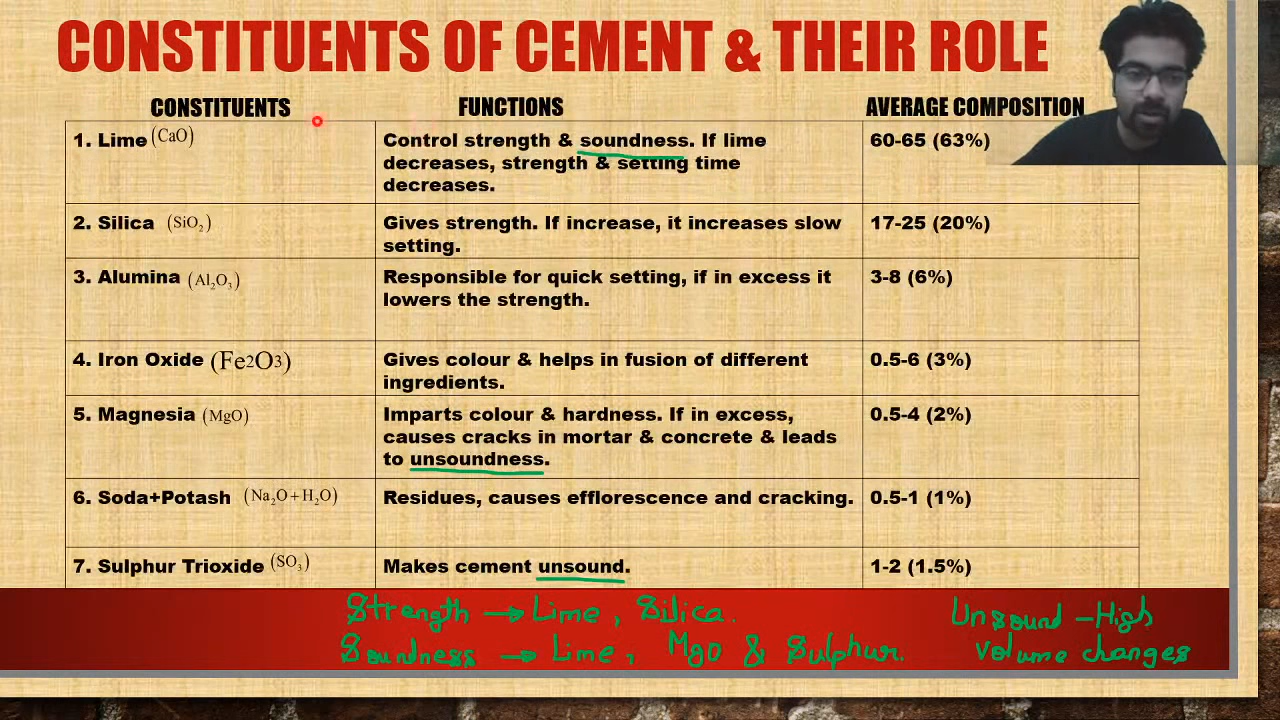 CONSTITUENTS OF CEMENT & THEIR ROLE
CONSTITUENTS FUNCTIONS AVERAGE COMPOSITION
1. Lime (CaO)
Control strength & soundness. If lime
decreases, strength & setting time
decreases.
60-65 (63%)
2. Silica (SiO₂)
Gives strength. If increase, it increases slow
setting.
17-25 (20%)
3. Alumina (Al₂O₃)
Responsible for quick setting, if in excess it
lowers the strength.
3-8 (6%)
4. Iron Oxide (Fe2O3)
Gives colour & helps in fusion of different
ingredients.
0.5-6 (3%)
5. Magnesia (MgO)
Imparts colour & hardness. If in excess,
causes cracks in mortar & concrete & leads
to unsoundness.
0.5-4 (2%)
6. Soda+Potash (Na₂O+H₂O)
Residues, causes efflorescence and cracking.
0.5-1 (1%)
7. Sulphur Trioxide (SO₃)
Makes cement unsound.
1-2 (1.5%)
Strength → Lime, Silica.
Soundness → Lime, MgO & Sulphur.
Unsound - High
Volume changes